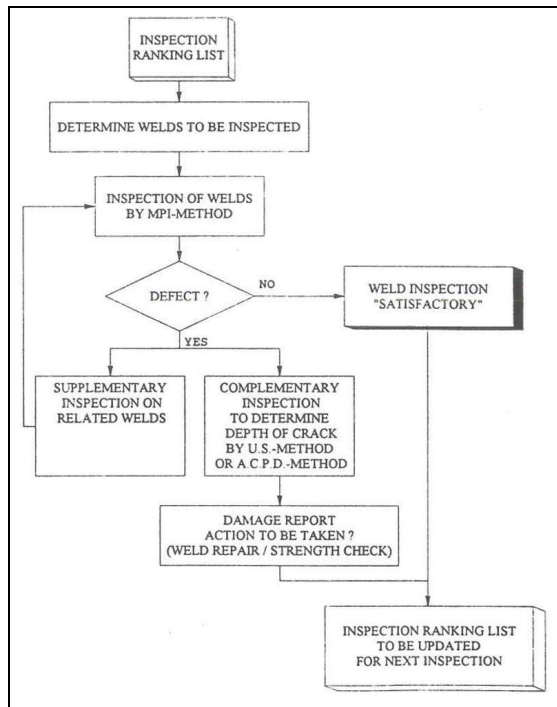 INSPECTION
RANKING LIST
DETERMINE WELDS TO BE INSPECTED
INSPECTION OF WELDS
BY MPI-METHOD
DEFECT ?
NO
WELD INSPECTION
"SATISFACTORY"
YES
SUPPLEMENTARY
INSPECTION ON
RELATED WELDS
COMPLEMENTARY
INSPECTION
TO DETERMINE
DEPTH OF CRACK
BY U.S.-METHOD
OR A.C.P.D.-METHOD
DAMAGE REPORT
ACTION TO BE TAKEN ?
(WELD REPAIR / STRENGTH CHECK)
INSPECTION RANKING LIST
TO BE UPDATED
FOR NEXT INSPECTION